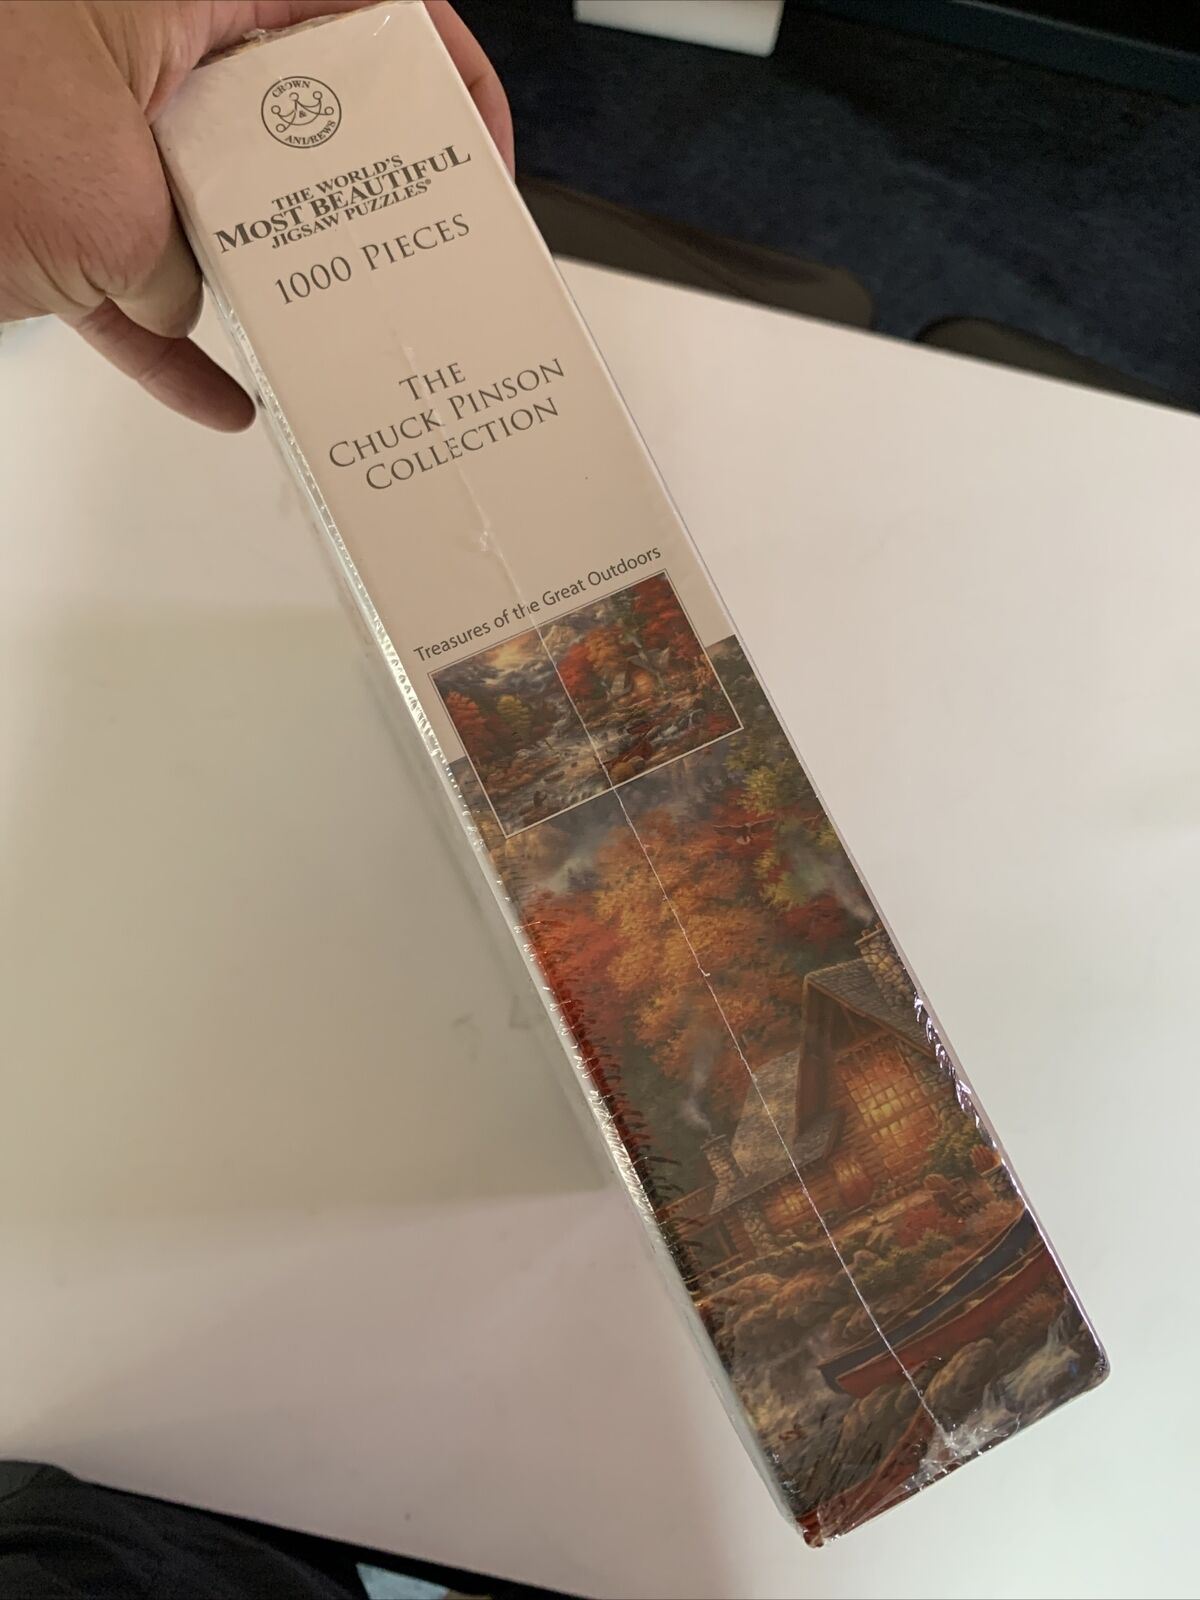 CROWN
&
ANDREWS
THE WORLD'S
MOST BEAUTIFUL
JIGSAW PUZZLES®
1000 PIECES
THE
CHUCK PINSON
COLLECTION
Treasures of the Great Outdoors